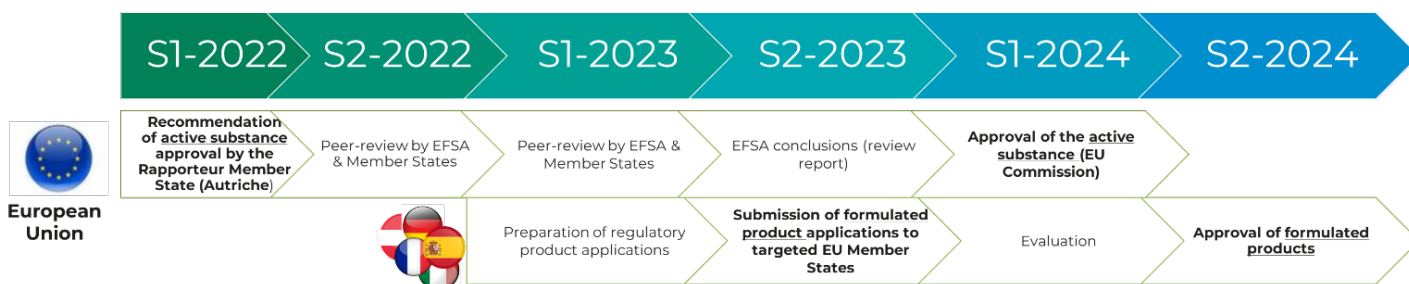 S1-2022
S2-2022
S1-2023
S2-2023
S1-2024
S2-2024
European
Union
Recommendation
of active substance
approval by the
Rapporteur Member
State (Autriche)
Peer-review by EFSA
& Member States
Peer-review by EFSA &
Member States
EFSA conclusions (review
report)
Approval of the active
substance (EU
Commission)
Preparation of regulatory
product applications
Submission of formulated
product applications to
targeted EU Member
States
Evaluation
Approval of formulated
products